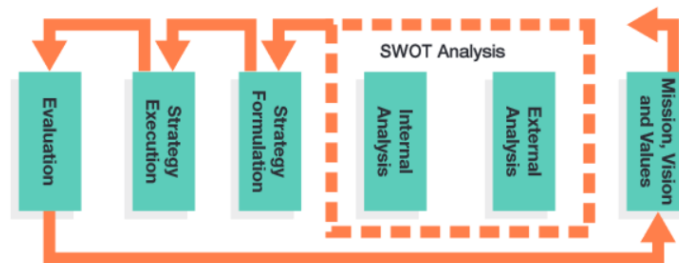 SWOT Analysis
Evaluation
Strategy
Execution
Strategy
Formulation
Internal
Analysis
External
Analysis
Mission, Vision
and Values